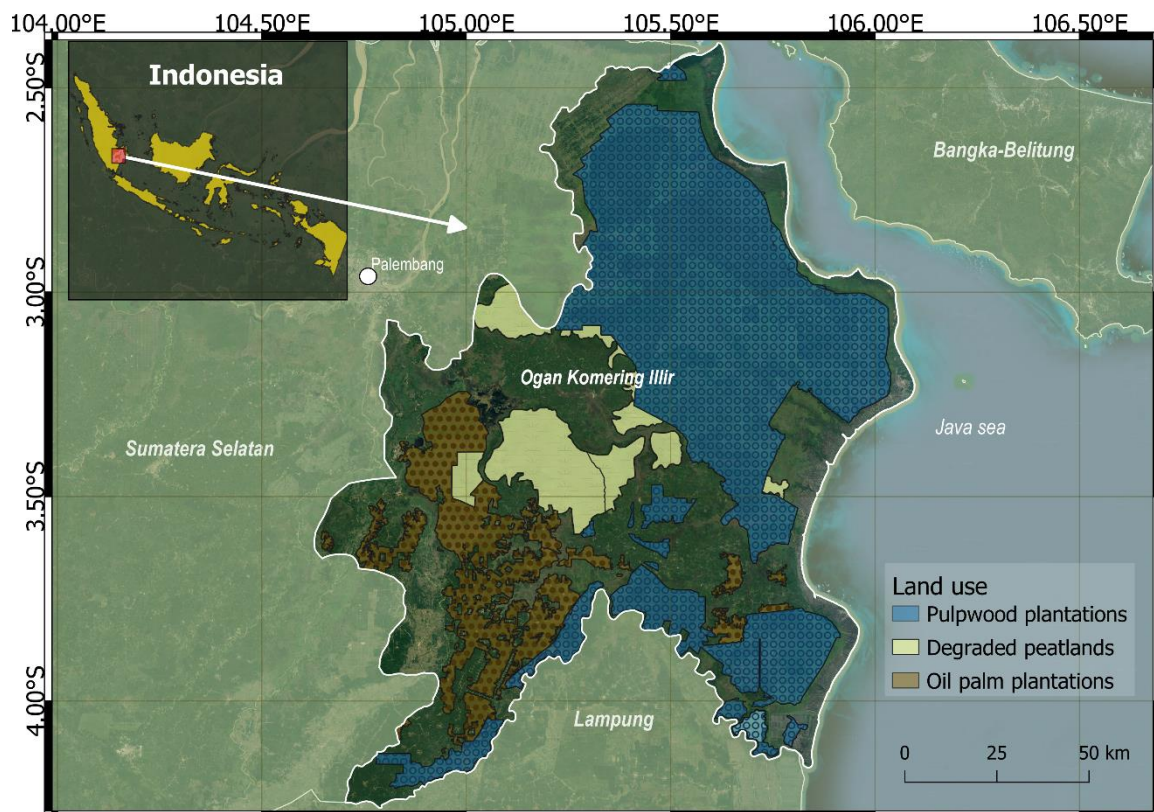 104.00°E 104.50°E 105.00°E 105.50°E 106.00°E 106.50°E
2.50°S
3.00°S
3.50°S
4.00°S
Indonesia
Bangka-Belitung
Palembang
Ogan Komering Illir
Sumatera Selatan
Java sea
Lampung
Land use
Pulpwood plantations
Degraded peatlands
Oil palm plantations
0 25 50 km